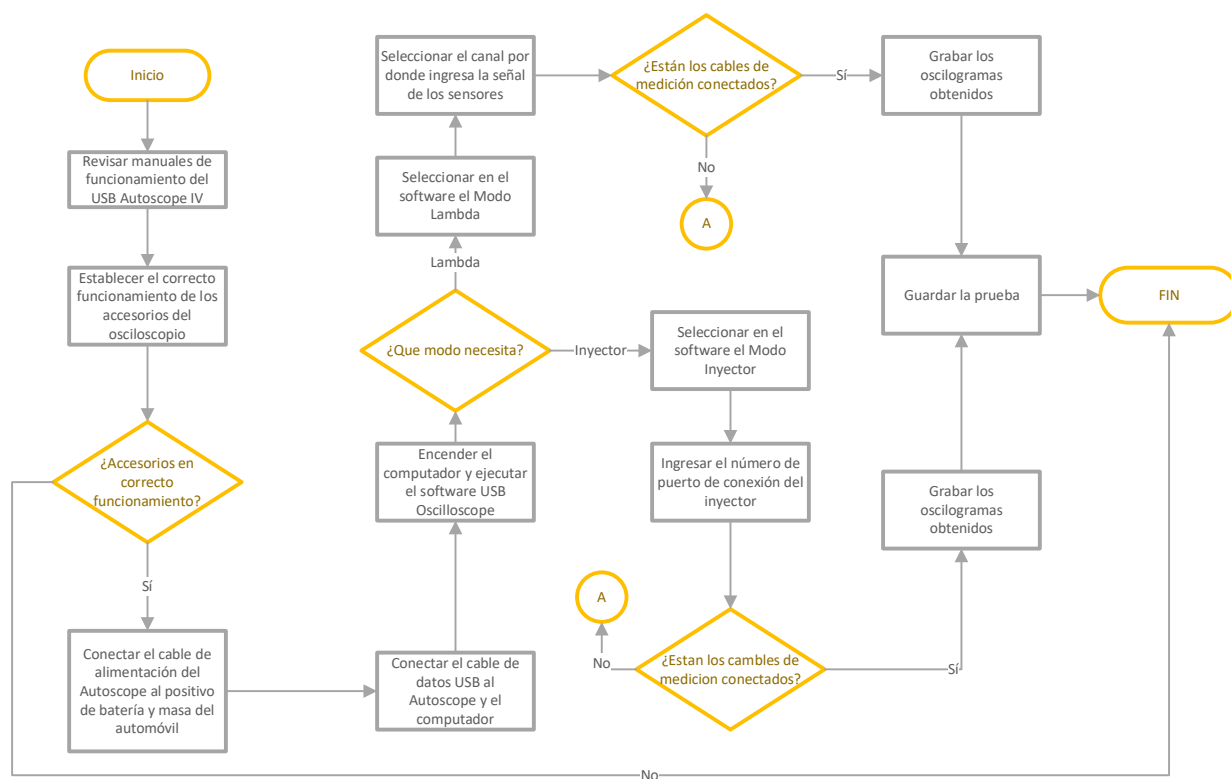 Inicio
Revisar manuales de
funcionamiento del
USB Autoscope IV
Establecer el correcto
funcionamiento de los
accesorios del
osciloscopio
¿Accesorios en
correcto
funcionamiento?
Sí
Conectar el cable de
alimentación del
Autoscope al positivo
de batería y masa del
automóvil
Conectar el cable de
datos USB al
Autoscope y el
computador
Encender el
computador y ejecutar
el software USB
Oscilloscope
¿Que modo necesita?
Lambda
Seleccionar en el
software el Modo
Lambda
Seleccionar el canal por
donde ingresa la señal
de los sensores
¿Están los cables de
medición conectados?
No
A
Sí
Grabar los
oscilogramas
obtenidos
Guardar la prueba
FIN
Inyector
Seleccionar en el
software el Modo
Inyector
Ingresar el número de
puerto de conexión del
inyector
¿Estan los cambles de
medicion conectados?
No
A
Sí
Grabar los
oscilogramas
obtenidos
No